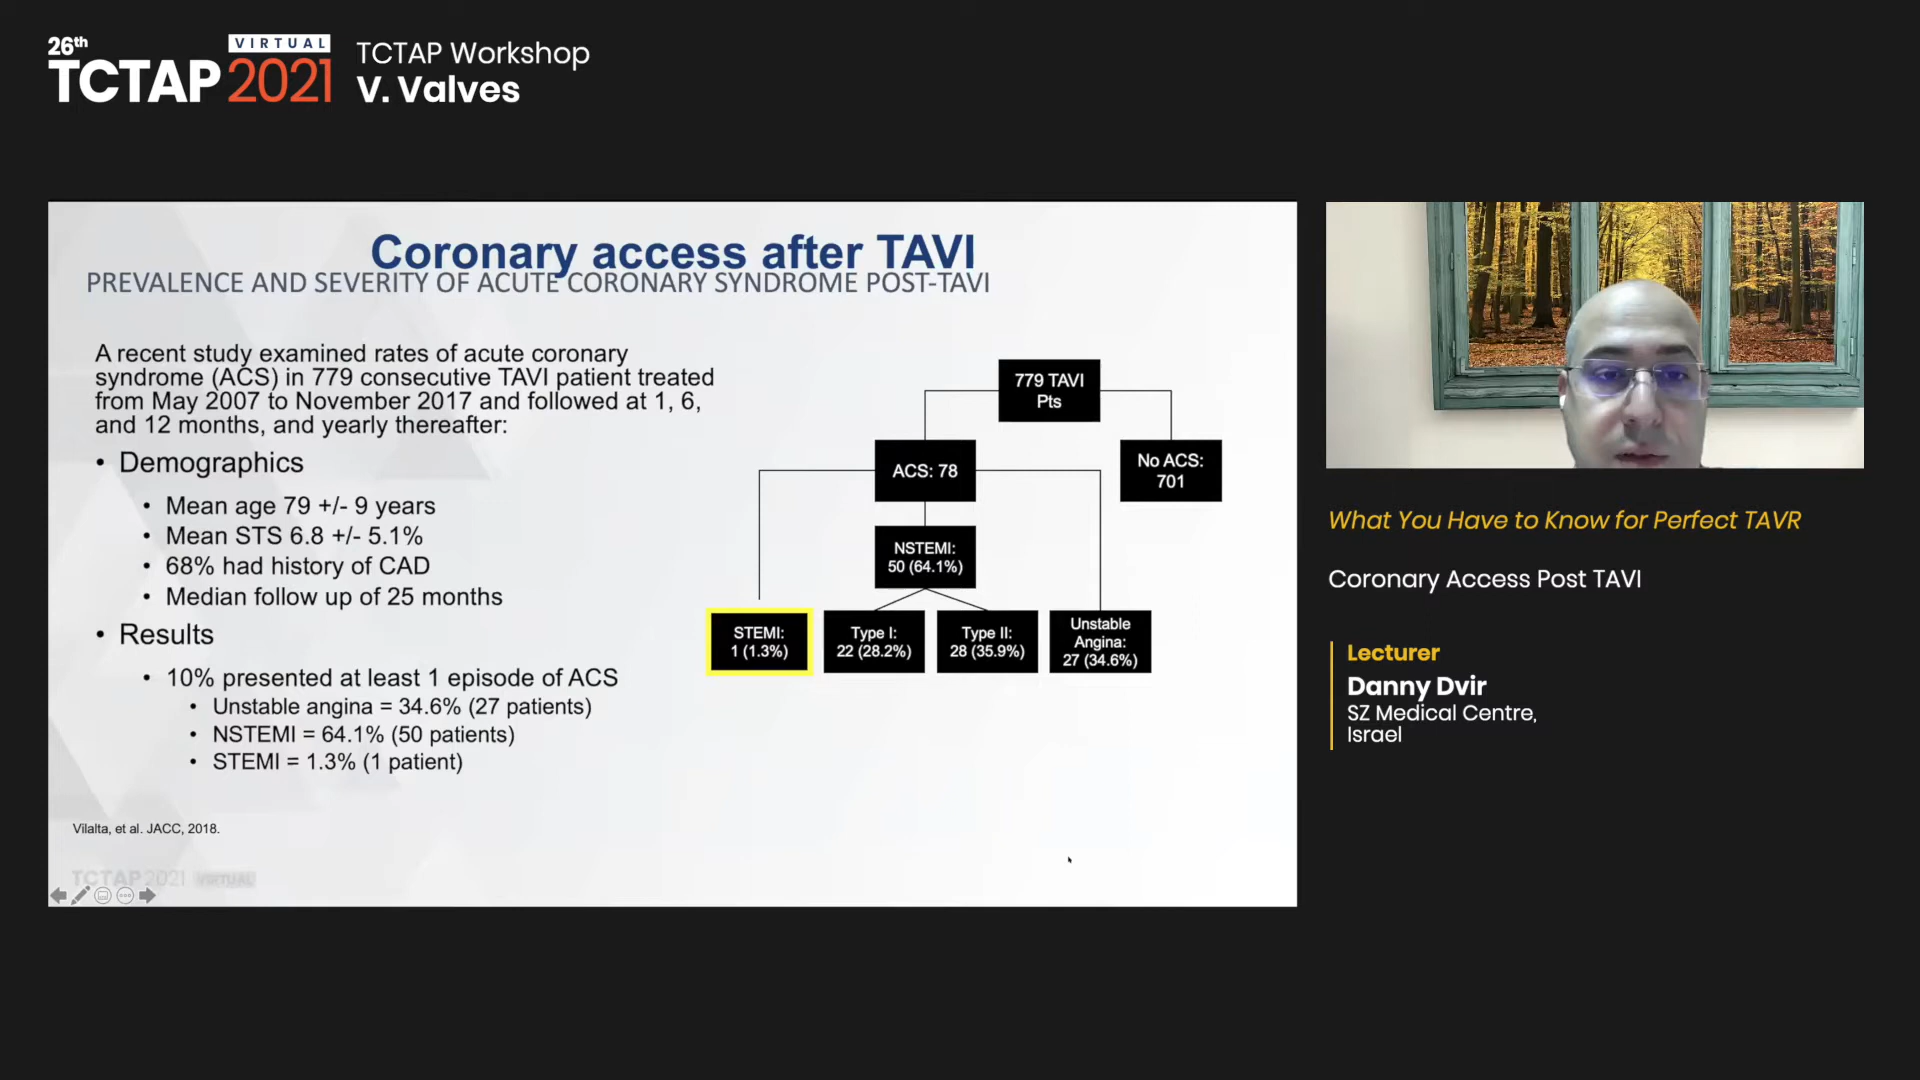 26th
VIRTUAL
TCTAP 2021
TCTAP Workshop
V. Valves
Coronary access after TAVI
PREVALENCE AND SEVERITY OF ACUTE CORONARY SYNDROME POST-TAVI
A recent study examined rates of acute coronary
syndrome (ACS) in 779 consecutive TAVI patient treated
from May 2007 to November 2017 and followed at 1, 6,
and 12 months, and yearly thereafter:
• Demographics
• Mean age 79 +/- 9 years
• Mean STS 6.8 +/- 5.1%
• 68% had history of CAD
• Median follow up of 25 months
• Results
• 10% presented at least 1 episode of ACS
• Unstable angina = 34.6% (27 patients)
• NSTEMI = 64.1% (50 patients)
• STEMI = 1.3% (1 patient)
Vilalta, et al. JACC, 2018.
TCTAP 2021 VIRTUAL
779 TAVI
Pts
ACS: 78
No ACS:
701
NSTEMI:
50 (64.1%)
STEMI:
1 (1.3%)
Type I:
22 (28.2%)
Type II:
28 (35.9%)
Unstable
Angina:
27 (34.6%)
What You Have to Know for Perfect TAVR
Coronary Access Post TAVI
Lecturer
Danny Dvir
SZ Medical Centre,
Israel